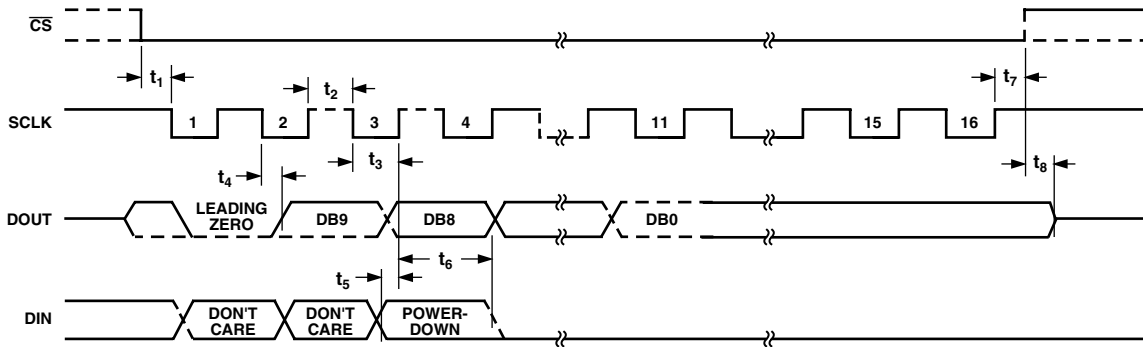 CS
t1
t2
t7
SCLK
1
2
3
4
11
15
16
t3
t4
t8
DOUT
LEADING
ZERO
DB9
DB8
DB0
t5
t6
DIN
DON'T
CARE
DON'T
CARE
POWER-
DOWN